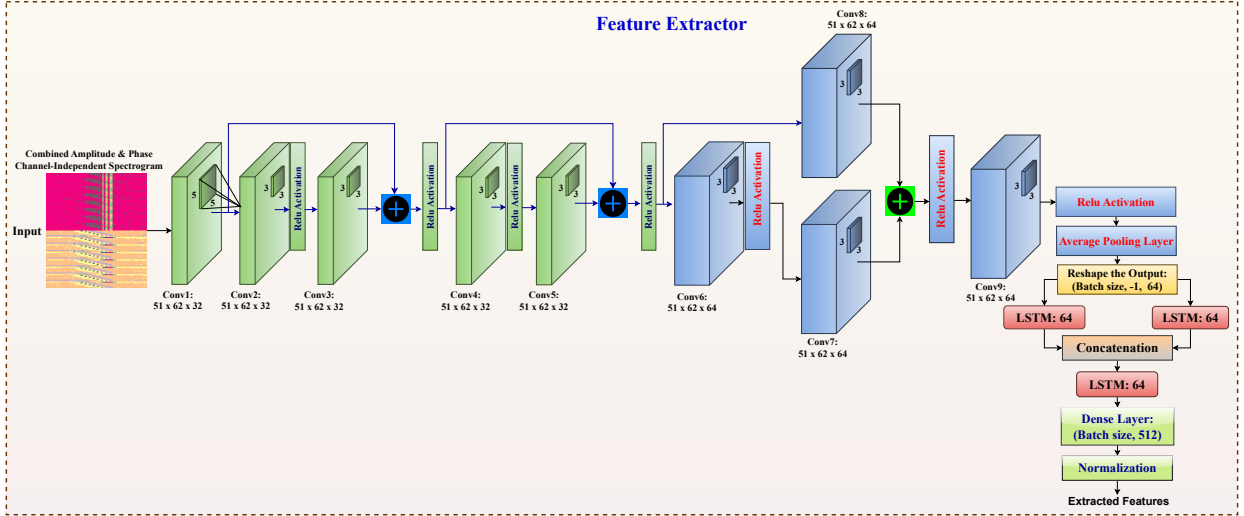 Feature Extractor
Conv8:
51 x 62 x 64
3
3
Combined Amplitude & Phase
Channel-Independent Spectrogram
Input
5
5
Conv1:
51 x 62 x 32
3
3
Conv2:
51 x 62 x 32
Relu Activation
3
3
Conv3:
51 x 62 x 32
Relu Activation
3
3
Conv4:
51 x 62 x 32
Relu Activation
3
3
Conv5:
51 x 62 x 32
Relu Activation
3
3
Conv6:
51 x 62 x 64
Relu Activation
3
3
Conv7:
51 x 62 x 64
Relu Activation
3
3
Conv9:
51 x 62 x 64
Relu Activation
Average Pooling Layer
Reshape the Output:
(Batch size, -1, 64)
LSTM: 64
LSTM: 64
Concatenation
LSTM: 64
Dense Layer:
(Batch size, 512)
Normalization
Extracted Features